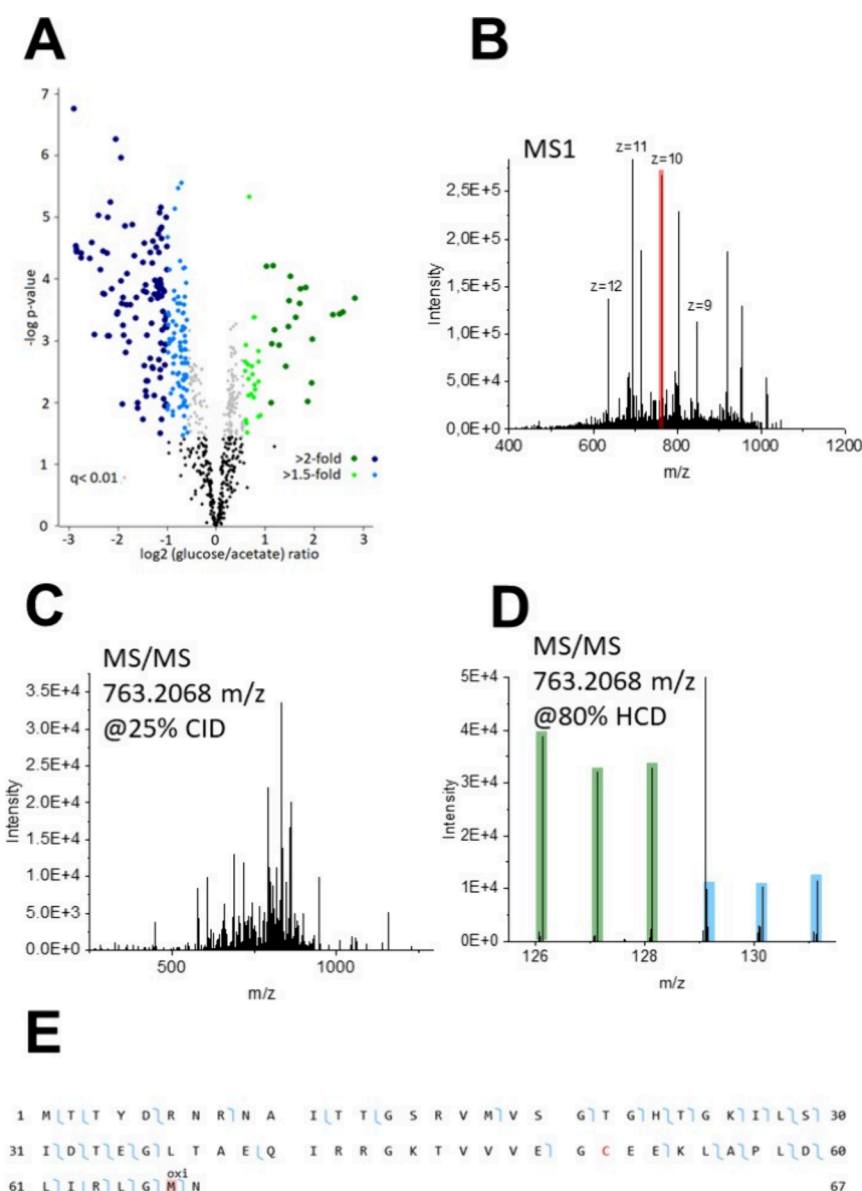 A
7
6
5
4
3
2
1
0
-log p-value
>2-fold
>1.5-fold
q< 0.01
-3 -2 -1 0 1 2 3
log2 (glucose/acetate) ratio
B
MS1
z=11
z=10
z=12
z=9
2,5E+5
2,0E+5
1,5E+5
1,0E+5
5,0E+4
0,0E+0
Intensity
400 600 800 1000 1200
m/z
C
MS/MS
763.2068 m/z
@25% CID
3.5E+4
3.0E+4
2.5E+4
2.0E+4
1.5E+4
1.0E+4
5.0E+3
0.0E+0
Intensity
500 1000
m/z
D
MS/MS
763.2068 m/z
@80% HCD
5E+4
4E+4
3E+4
2E+4
1E+4
0E+0
Intensity
126 128 130
m/z
E
1 M T T Y D R N R N A I T T G S R V M V S G T G H T G K I L S 30
31 I D T E G L T A E Q I R R G K T V V V E G C E E K L A P L D 60
oxi
61 L I R L G M N 67